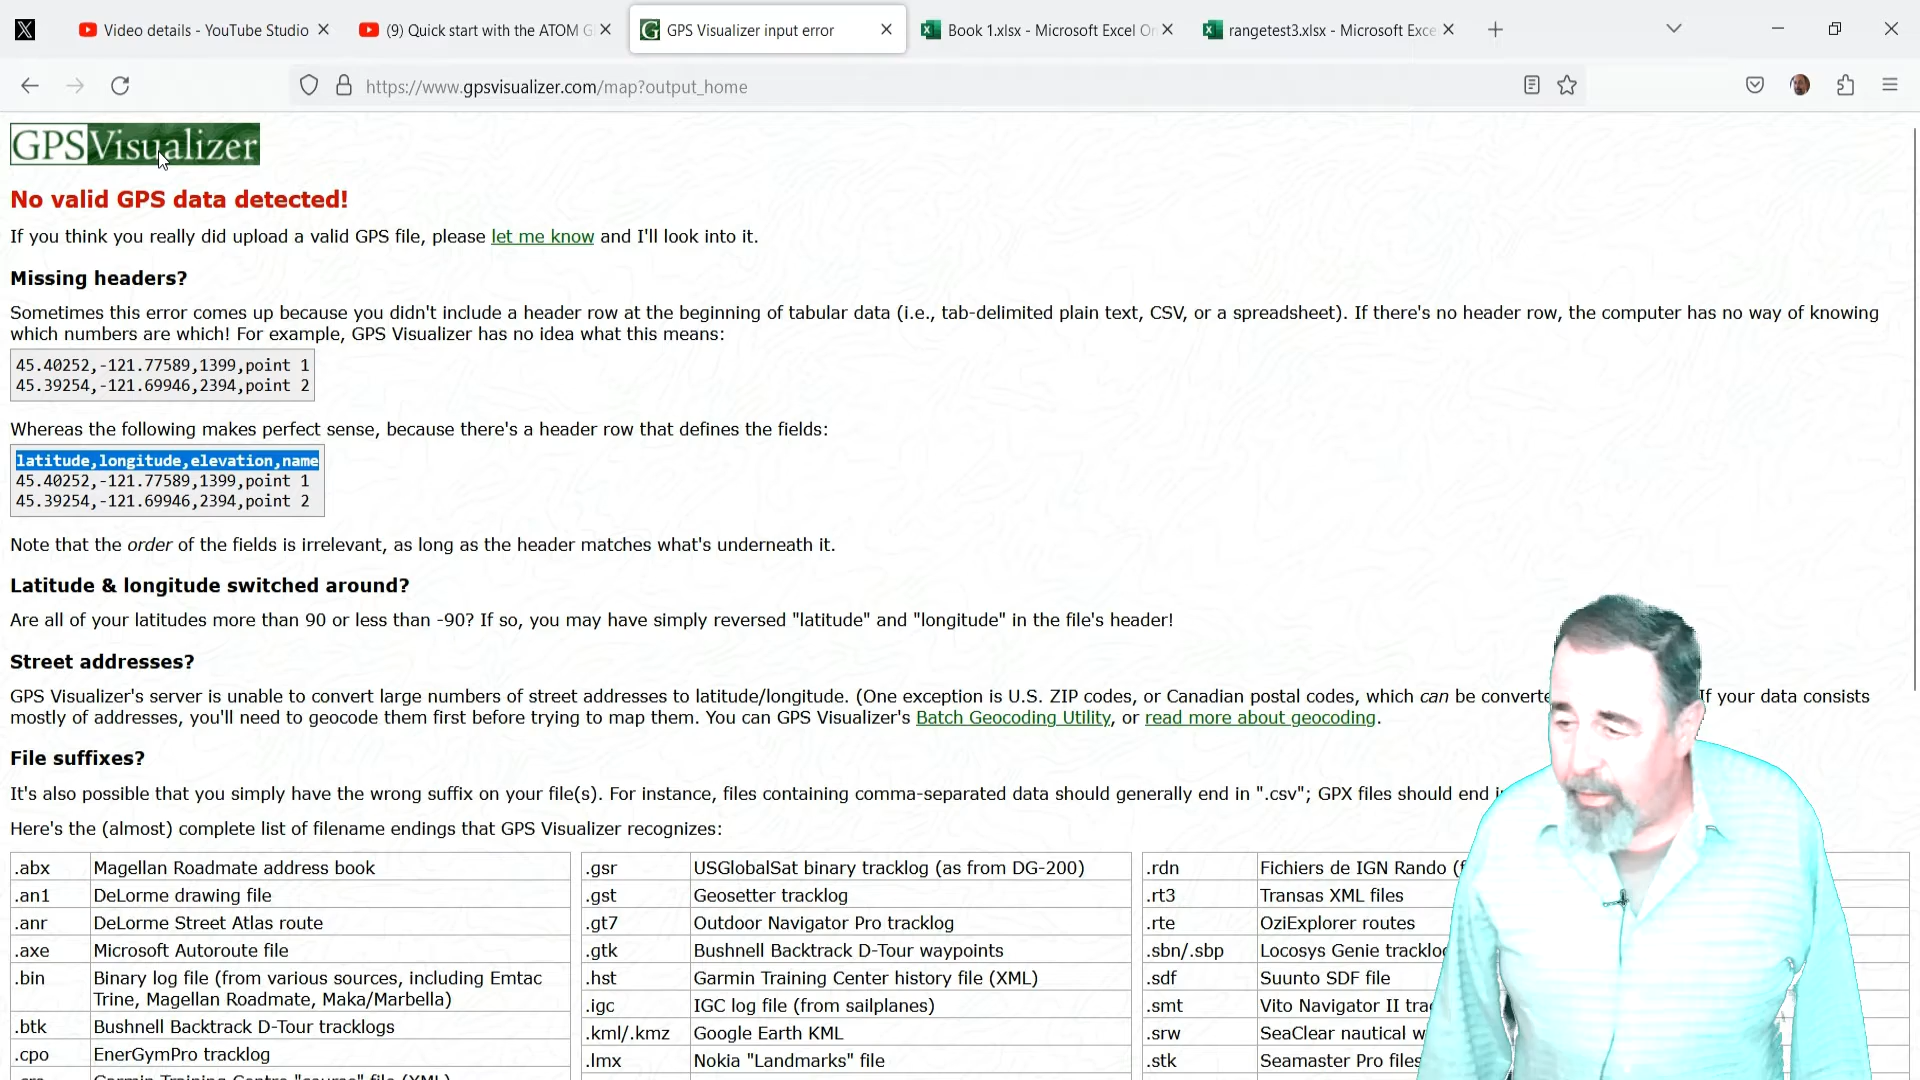 Video details - YouTube Studio
(9) Quick start with the ATOM G
GPS Visualizer input error
Book 1.xlsx - Microsoft Excel On
rangetest3.xlsx - Microsoft Exce
https://www.gpsvisualizer.com/map?output_home
GPS Visualizer
No valid GPS data detected!
If you think you really did upload a valid GPS file, please let me know and I'll look into it.
Missing headers?
Sometimes this error comes up because you didn't include a header row at the beginning of tabular data (i.e., tab-delimited plain text, CSV, or a spreadsheet). If there's no header row, the computer has no way of knowing
which numbers are which! For example, GPS Visualizer has no idea what this means:
45.40252,-121.77589,1399,point 1
45.39254,-121.69946,2394,point 2
Whereas the following makes perfect sense, because there's a header row that defines the fields:
latitude,longitude,elevation,name
45.40252,-121.77589,1399,point 1
45.39254,-121.69946,2394,point 2
Note that the order of the fields is irrelevant, as long as the header matches what's underneath it.
Latitude & longitude switched around?
Are all of your latitudes more than 90 or less than -90? If so, you may have simply reversed "latitude" and "longitude" in the file's header!
Street addresses?
GPS Visualizer's server is unable to convert large numbers of street addresses to latitude/longitude. (One exception is U.S. ZIP codes, or Canadian postal codes, which can be converte If your data consists
mostly of addresses, you'll need to geocode them first before trying to map them. You can GPS Visualizer's Batch Geocoding Utility, or read more about geocoding.
File suffixes?
It's also possible that you simply have the wrong suffix on your file(s). For instance, files containing comma-separated data should generally end in ".csv"; GPX files should end i
Here's the (almost) complete list of filename endings that GPS Visualizer recognizes:
.abx Magellan Roadmate address book
.an1 DeLorme drawing file
.anr DeLorme Street Atlas route
.axe Microsoft Autoroute file
.bin Binary log file (from various sources, including Emtac
Trine, Magellan Roadmate, Maka/Marbella)
.btk Bushnell Backtrack D-Tour tracklogs
.cpo EnerGymPro tracklog
.crs Garmin Training Centre "course" file (XML)
.gsr USGlobalSat binary tracklog (as from DG-200)
.gst Geosetter tracklog
.gt7 Outdoor Navigator Pro tracklog
.gtk Bushnell Backtrack D-Tour waypoints
.hst Garmin Training Center history file (XML)
.igc IGC log file (from sailplanes)
.kml/.kmz Google Earth KML
.lmx Nokia "Landmarks" file
.rdn Fichiers de IGN Rando (f
.rt3 Transas XML files
.rte OziExplorer routes
.sbn/.sbp Locosys Genie tracklo
.sdf Suunto SDF file
.smt Vito Navigator II tra
.srw SeaClear nautical w
.stk Seamaster Pro files